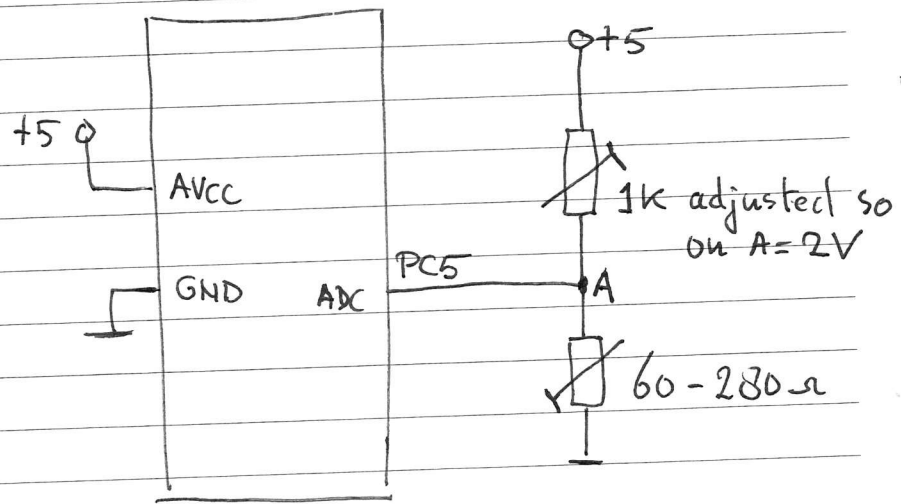 +5
+5
AVCC
1K adjusted so
on A=2V
PC5
GND
ADC
A
60-280Ω